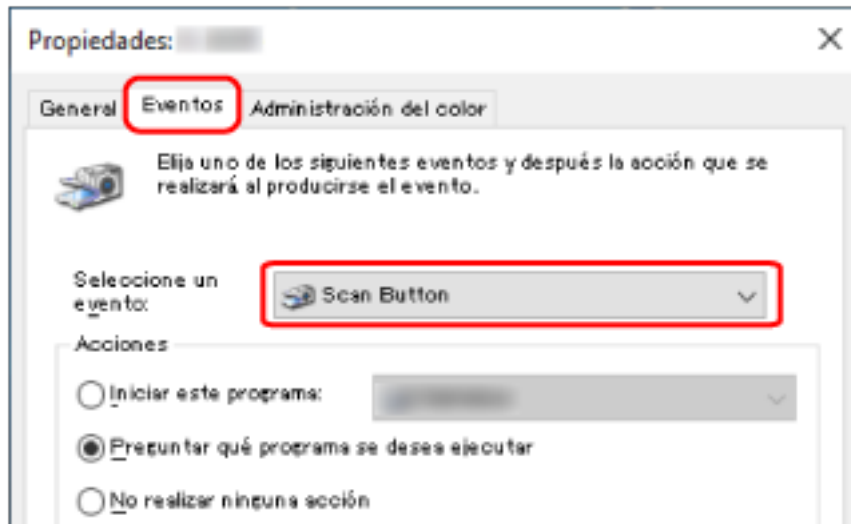 Propiedades:
General Eventos Administración del color
Elija uno de los siguientes eventos y después la acción que se
realizará al producirse el evento.
Seleccione un
evento:
Scan Button
Acciones
Iniciar este programa:
Preguntar qué programa se desea ejecutar
No realizar ninguna acción